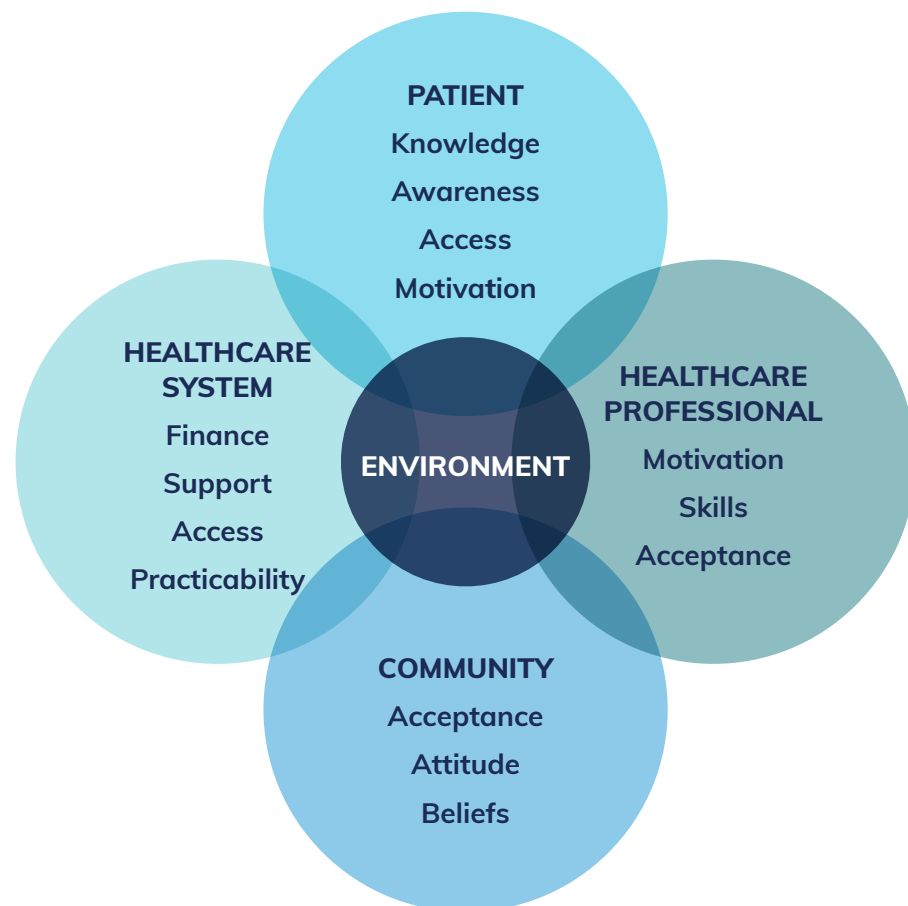 PATIENT
Knowledge
Awareness
Access
Motivation
HEALTHCARE
SYSTEM
Finance
Support
Access
Practicability
ENVIRONMENT
HEALTHCARE
PROFESSIONAL
Motivation
Skills
Acceptance
COMMUNITY
Acceptance
Attitude
Beliefs